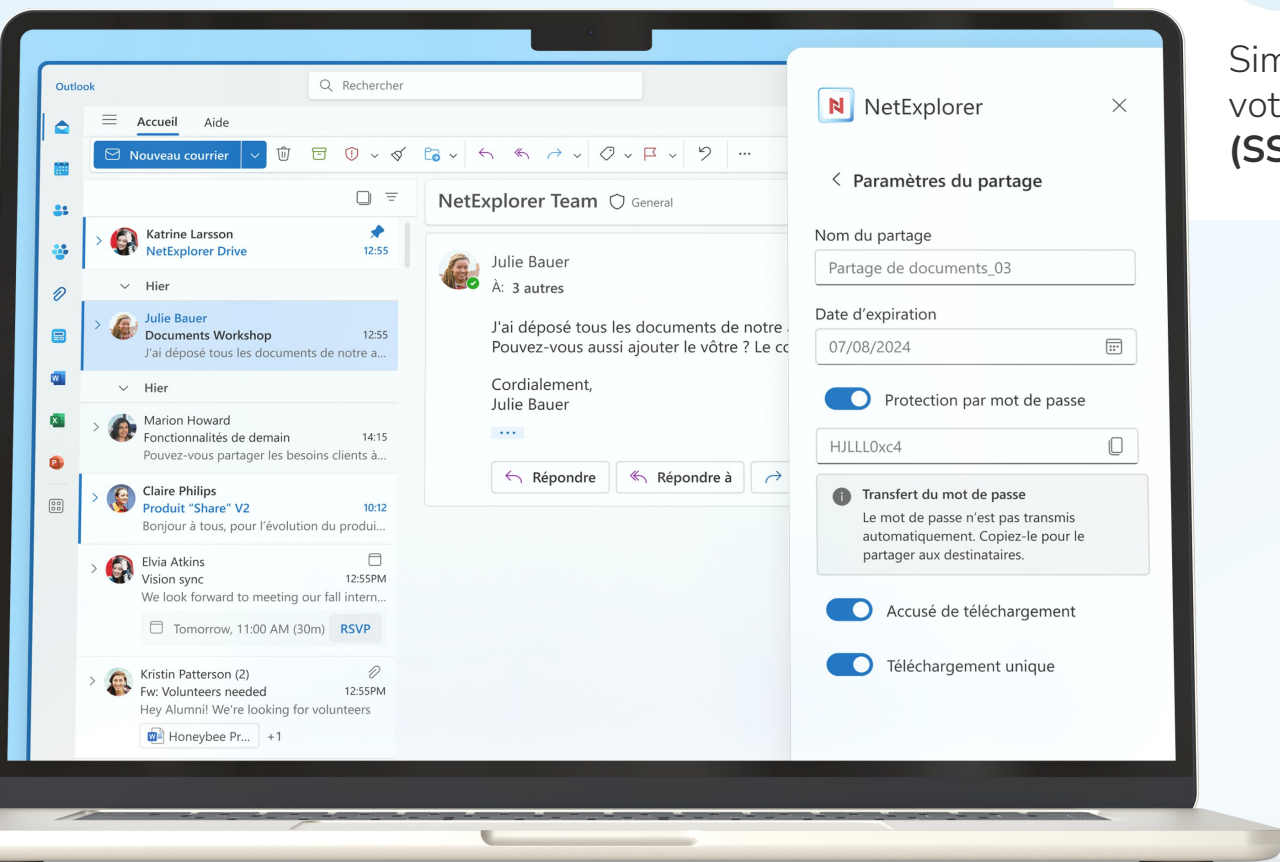 Outlook
Rechercher
Accueil Aide
Nouveau courrier
Katrine Larsson
NetExplorer Drive 12:55
Hier
Julie Bauer
Documents Workshop 12:55
J'ai déposé tous les documents de notre a...
Hier
Marion Howard
Fonctionnalités de demain 14:15
Pouvez-vous partager les besoins clients à...
Claire Philips
Produit "Share" V2 10:12
Bonjour à tous, pour l'évolution du produi...
Elvia Atkins
Vision sync 12:55PM
We look forward to meeting our fall intern...
Tomorrow, 11:00 AM (30m) RSVP
Kristin Patterson (2)
Fw: Volunteers needed 12:55PM
Hey Alumni! We're looking for volunteers
Honeybee Pr... +1
NetExplorer Team General
Julie Bauer
À: 3 autres
J'ai déposé tous les documents de notre
Pouvez-vous aussi ajouter le vôtre ? Le
Cordialement,
Julie Bauer
...
Répondre Répondre à
N NetExplorer
Paramètres du partage
Nom du partage
Partage de documents_03
Date d'expiration
07/08/2024
Protection par mot de passe
HJLLL0xc4
Transfert du mot de passe
Le mot de passe n'est pas transmis
automatiquement. Copiez-le pour le
partager aux destinataires.
Accusé de téléchargement
Téléchargement unique
Sim
vot
(SS